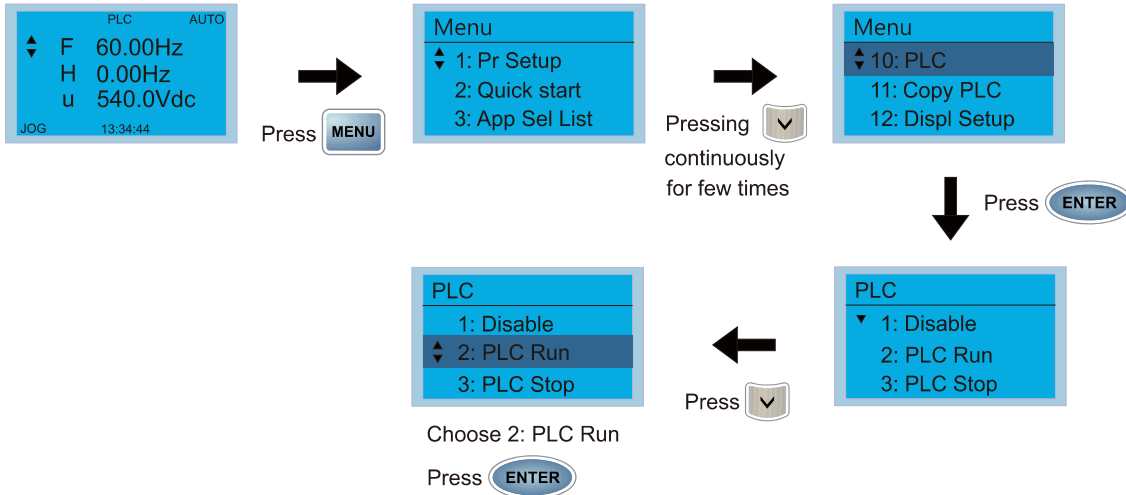 PLC AUTO
F 60.00Hz
H 0.00Hz
u 540.0Vdc
JOG 13:34:44
Press MENU
Menu
1: Pr Setup
2: Quick start
3: App Sel List
Pressing
continuously
for few times
Menu
10: PLC
11: Copy PLC
12: Displ Setup
Press ENTER
PLC
1: Disable
2: PLC Run
3: PLC Stop
Press
PLC
1: Disable
2: PLC Run
3: PLC Stop
Choose 2: PLC Run
Press ENTER